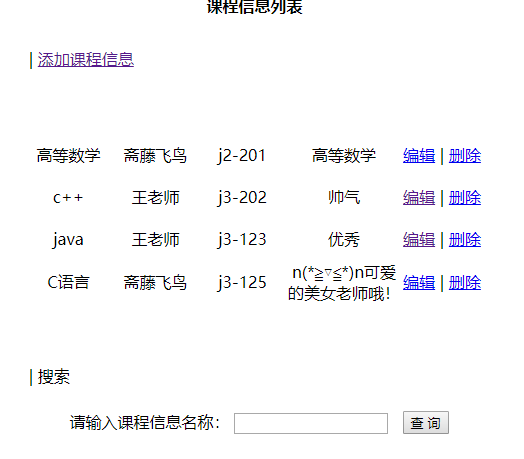 课程信息列表
| 添加课程信息
高等数学 斋藤飞鸟 j2-201 高等数学 编辑 | 删除
c++ 王老师 j3-202 帅气 编辑 | 删除
java 王老师 j3-123 优秀 编辑 | 删除
C语言 斋藤飞鸟 j3-125 n(*≧▽≦*)n可爱的美女老师哦! 编辑 | 删除
| 搜索
请输入课程信息名称: 查 询